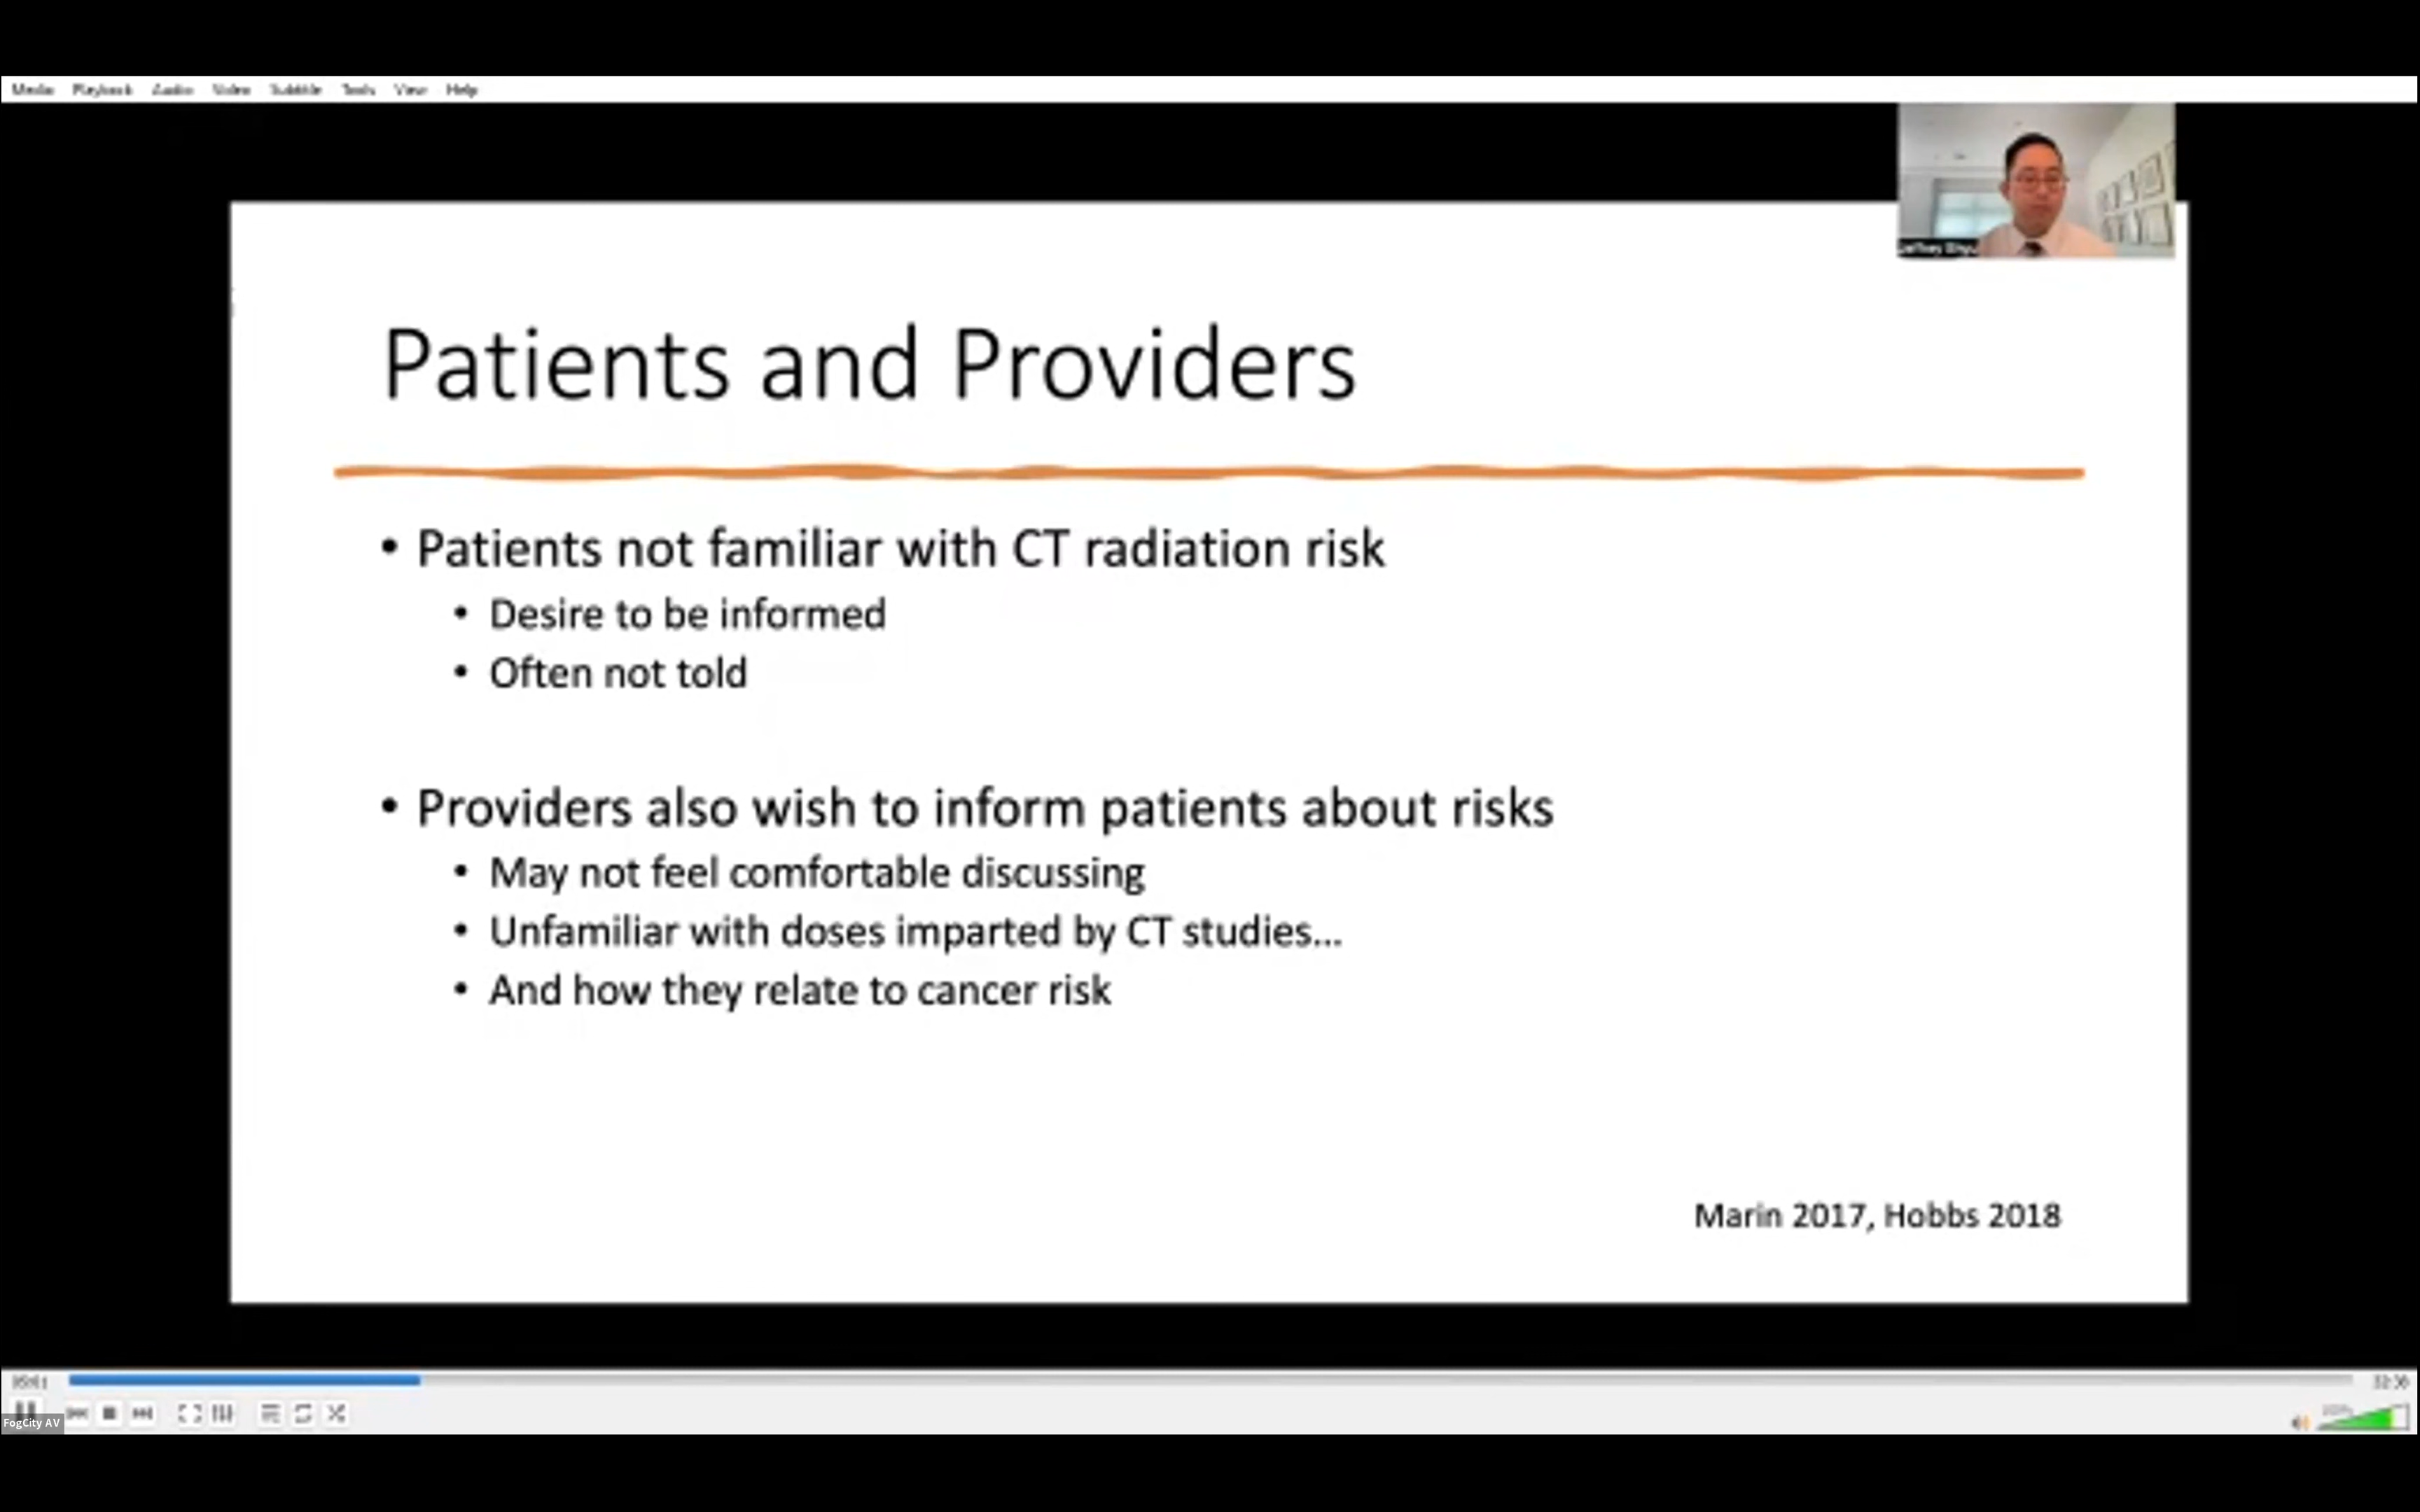 Media Playback Audio Video Subtitle Tools View Help
Patients and Providers
• Patients not familiar with CT radiation risk
• Desire to be informed
• Often not told
• Providers also wish to inform patients about risks
• May not feel comfortable discussing
• Unfamiliar with doses imparted by CT studies...
• And how they relate to cancer risk
Marin 2017, Hobbs 2018
FogCity AV